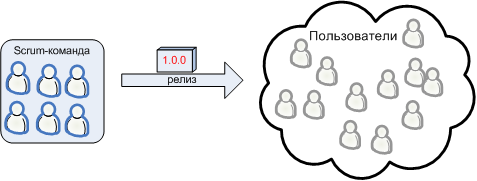 Scrum-команда
1.0.0
релиз
Пользователи